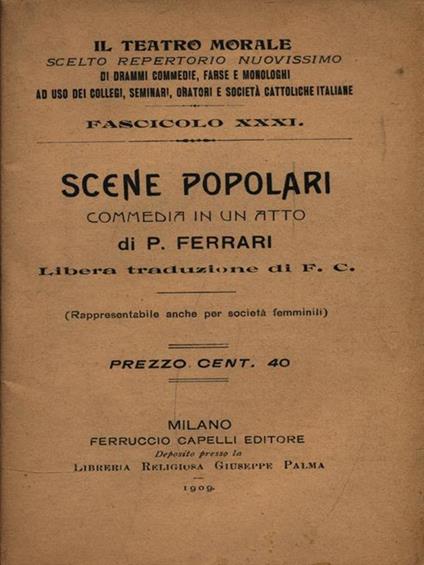 IL TEATRO MORALE
SCELTO REPERTORIO NUOVISSIMO
DI DRAMMI COMMEDIE, FARSE E MONOLOGHI
AD USO DEI COLLEGI, SEMINARI, ORATORI E SOCIETÀ CATTOLICHE ITALIANE
FASCICOLO XXXI.
SCENE POPOLARI
COMMEDIA IN UN ATTO
di P. FERRARI
Libera traduzione di F. C.
(Rappresentabile anche per società femminili)
PREZZO CENT. 40
MILANO
FERRUCCIO CAPELLI EDITORE
Deposito presso la
LIBRERIA RELIGIOSA GIUSEPPE PALMA
1909.